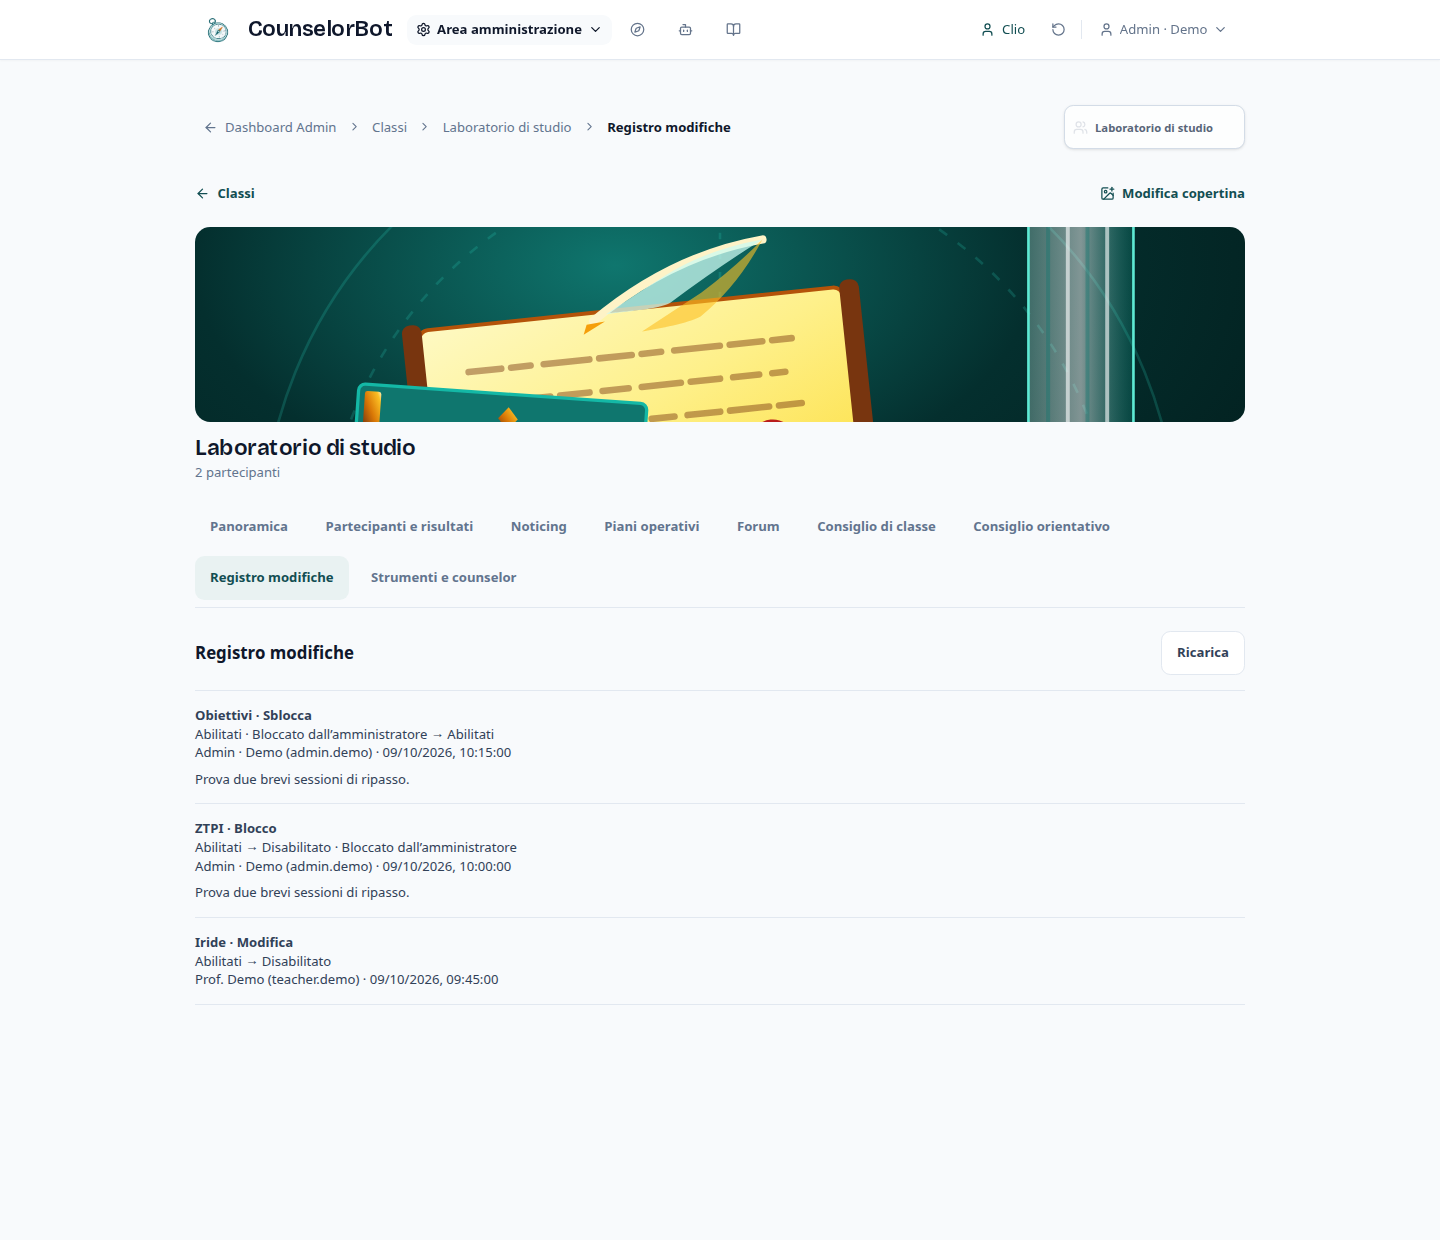 CounselorBot
Area amministrazione
Clio
Admin · Demo
Dashboard Admin
Classi
Laboratorio di studio
Registro modifiche
Laboratorio di studio
Classi
Modifica copertina
Laboratorio di studio
2 partecipanti
Panoramica
Partecipanti e risultati
Noticing
Piani operativi
Forum
Consiglio di classe
Consiglio orientativo
Registro modifiche
Strumenti e counselor
Registro modifiche
Ricarica
Obiettivi · Sblocca
Abilitati · Bloccato dall’amministratore → Abilitati
Admin · Demo (admin.demo) · 09/10/2026, 10:15:00
Prova due brevi sessioni di ripasso.
ZTPI · Blocco
Abilitati → Disabilitato · Bloccato dall’amministratore
Admin · Demo (admin.demo) · 09/10/2026, 10:00:00
Prova due brevi sessioni di ripasso.
Iride · Modifica
Abilitati → Disabilitato
Prof. Demo (teacher.demo) · 09/10/2026, 09:45:00